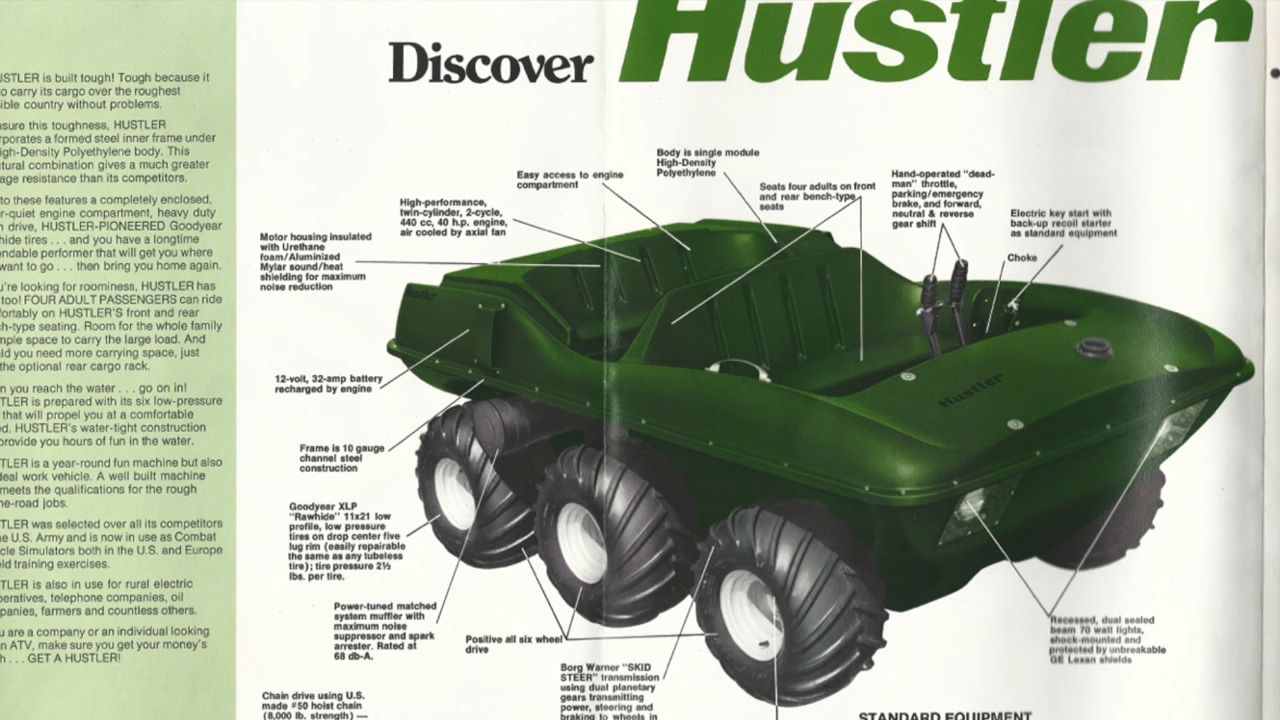 Discover Hustler
USTLER is built tough! Tough because it
o carry its cargo over the roughest
sible country without problems.
nsure this toughness, HUSTLER
rporates a formed steel inner frame under
igh-Density Polyethylene body. This
ctural combination gives a much greater
age resistance than its competitors.
to these features a completely enclosed,
r-quiet engine compartment, heavy duty
n drive, HUSTLER-PIONEERED Goodyear
hide tires . . . and you have a longtime
endable performer that will get you where
want to go . . . then bring you home again.
u're looking for roominess, HUSTLER has
too! FOUR ADULT PASSENGERS can ride
fortably on HUSTLER'S front and rear
ch-type seating. Room for the whole family
mple space to carry the large load. And
ld you need more carrying space, just
the optional rear cargo rack.
n you reach the water . . . go on in!
TLER is prepared with its six low-pressure
that will propel you at a comfortable
ed. HUSTLER's water-tight construction
provide you hours of fun in the water.
TLER is a year-round fun machine but also
deal work vehicle. A well built machine
meets the qualifications for the rough
he-road jobs.
TLER was selected over all its competitors
he U.S. Army and is now in use as Combat
cle Simulators both in the U.S. and Europe
eld training exercises.
TLER is also in use for rural electric
peratives, telephone companies, oil
panies, farmers and countless others.
u are a company or an individual looking
n ATV, make sure you get your money's
h . . . GET A HUSTLER!
Body is single module
High-Density
Polyethylene
Easy access to engine
compartment
Seats four adults on front
and rear bench-type
seats
Hand-operated "dead-
man" throttle,
parking/emergency
brake, and forward,
neutral & reverse
gear shift
High-performance,
twin-cylinder, 2-cycle,
440 cc, 40 h.p. engine,
air cooled by axial fan
Electric key start with
back-up recoil starter
as standard equipment
Motor housing insulated
with Urethane
foam/Aluminized
Mylar sound/heat
shielding for maximum
noise reduction
Choke
Hustler
Hustler
12-volt, 32-amp battery
recharged by engine
Frame is 10 gauge
channel steel
construction
Goodyear XLP
"Rawhide" 11x21 low
profile, low pressure
tires on drop center five
lug rim (easily repairable
the same as any tubeless
tire); tire pressure 2½
lbs. per tire.
Power-tuned matched
system muffler with
maximum noise
suppressor and spark
arrester. Rated at
68 db-A.
Positive all six wheel
drive
Recessed, dual sealed
beam 70 watt lights,
shock-mounted and
protected by unbreakable
GE Lexan shields
Borg Warner "SKID
STEER" transmission
using dual planetary
gears transmitting
power, steering and
braking to wheels in
Chain drive using U.S.
made #50 hoist chain
(8,000 lb. strength) —
STANDARD EQUIPMENT